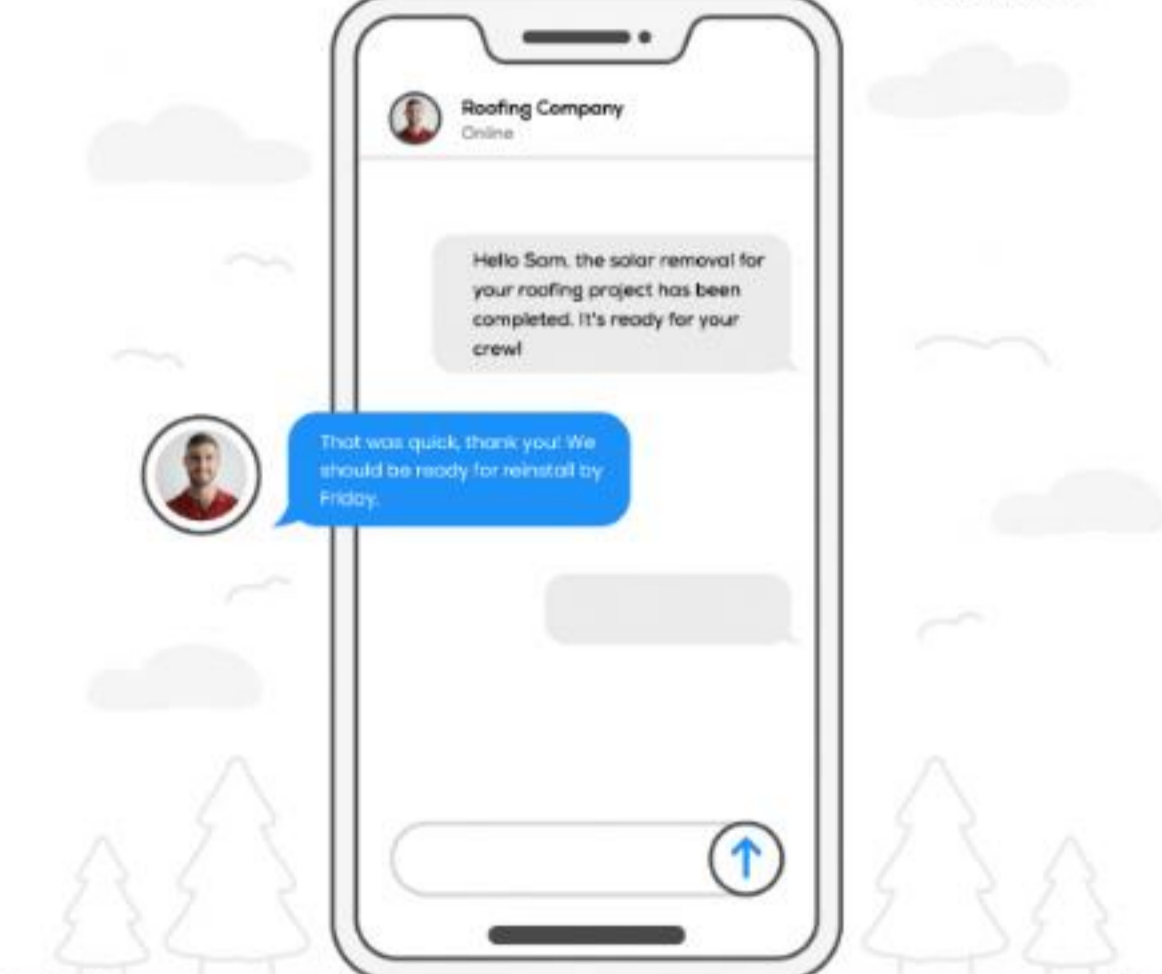 Roofing Company
Online
Hello Sam, the solar removal for
your roofing project has been
completed. It's ready for your
crew!
That was quick, thank you! We
should be ready for reinstall by
Friday.